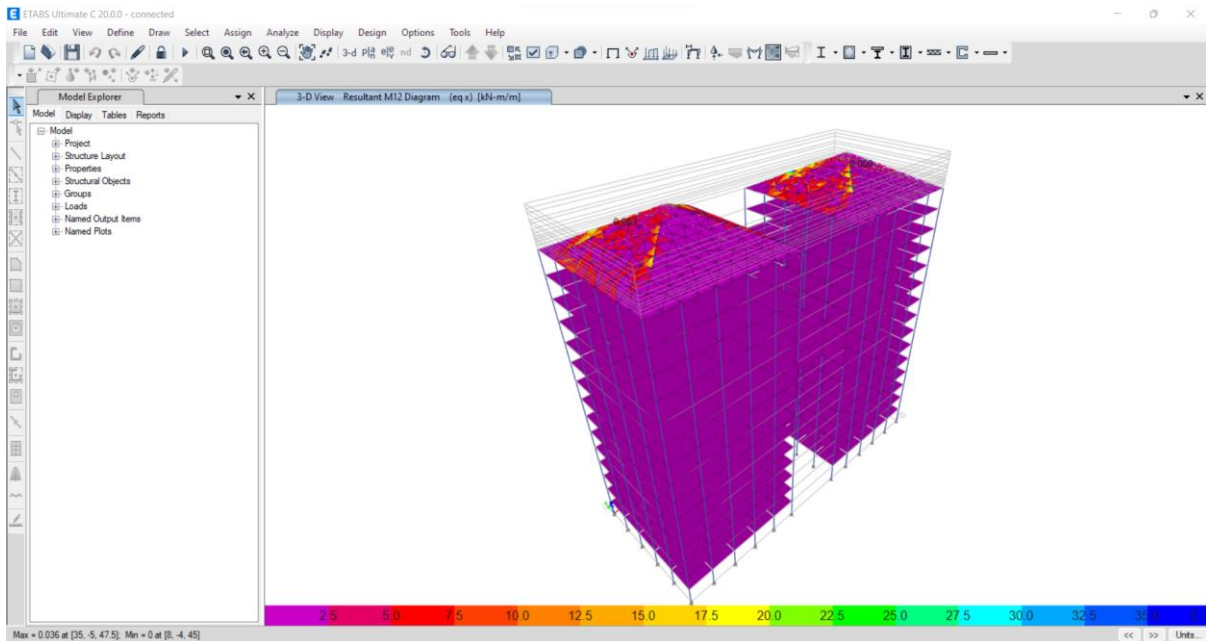 ETABS Ultimate C 20.0.0 - connected
File Edit View Define Draw Select Assign Analyze Display Design Options Tools Help
3-d nd
Model Explorer
3-D View Resultant M12 Diagram (eq x) [kN-m/m]
Model Display Tables Reports
Model
Project
Structure Layout
Properties
Structural Objects
Groups
Loads
Named Output Items
Named Plots
2.5 5.0 7.5 10.0 12.5 15.0 17.5 20.0 22.5 25.0 27.5 30.0 32.5
Max = 0.036 at [35, -5, 47.5]; Min = 0 at [8, -4, 45]
<< >> Units...